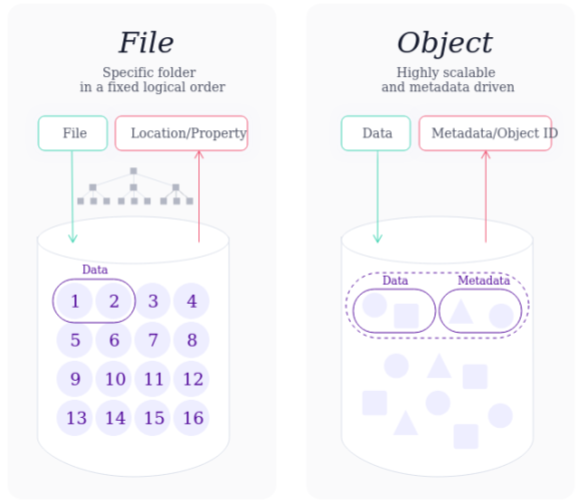 File
Specific folder
in a fixed logical order
File
Location/Property
Data
1 2 3 4
5 6 7 8
9 10 11 12
13 14 15 16
Object
Highly scalable
and metadata driven
Data
Metadata/Object ID
Data
Metadata